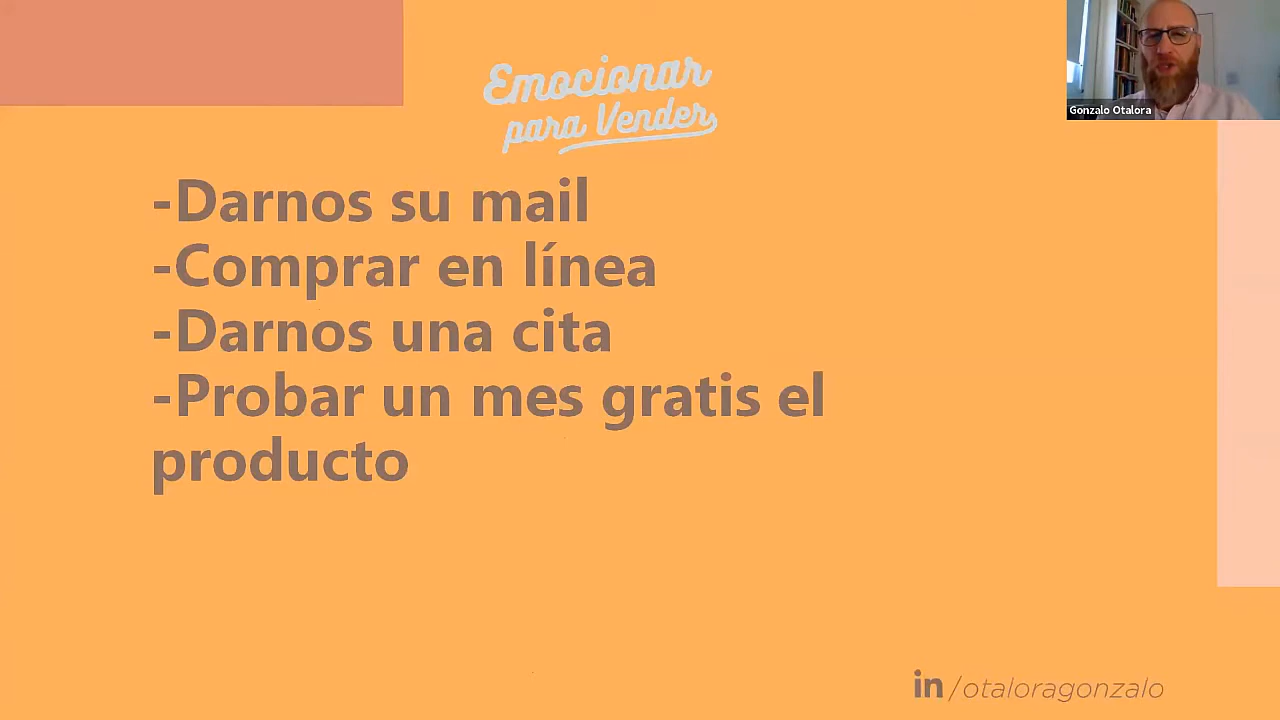 Emocionar
para Vender
Gonzalo Otalora
-Darnos su mail
-Comprar en línea
-Darnos una cita
-Probar un mes gratis el
producto
in/otaloragonzalo